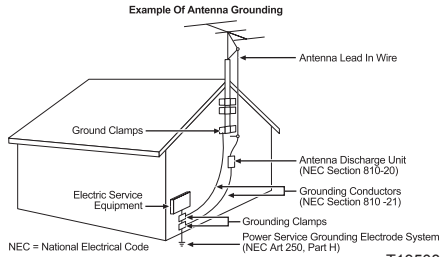 Example Of Antenna Grounding
Antenna Lead In Wire
Ground Clamps
Antenna Discharge Unit
(NEC Section 810-20)
Electric Service
Equipment
Grounding Conductors
(NEC Section 810 -21)
Grounding Clamps
Power Service Grounding Electrode System
(NEC Art 250, Part H)
NEC = National Electrical Code